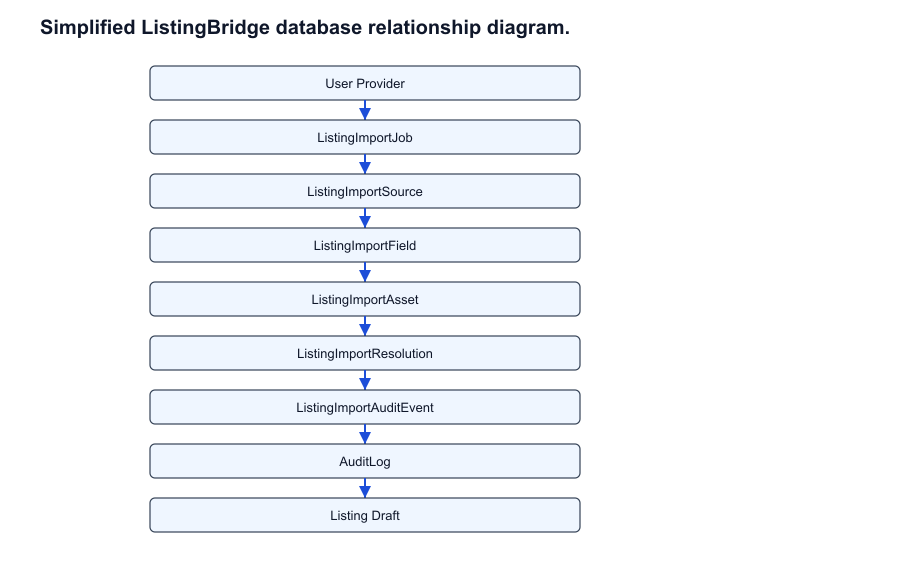 Simplified ListingBridge database relationship diagram.
User Provider
ListingImportJob
ListingImportSource
ListingImportField
ListingImportAsset
ListingImportResolution
ListingImportAuditEvent
AuditLog
Listing Draft